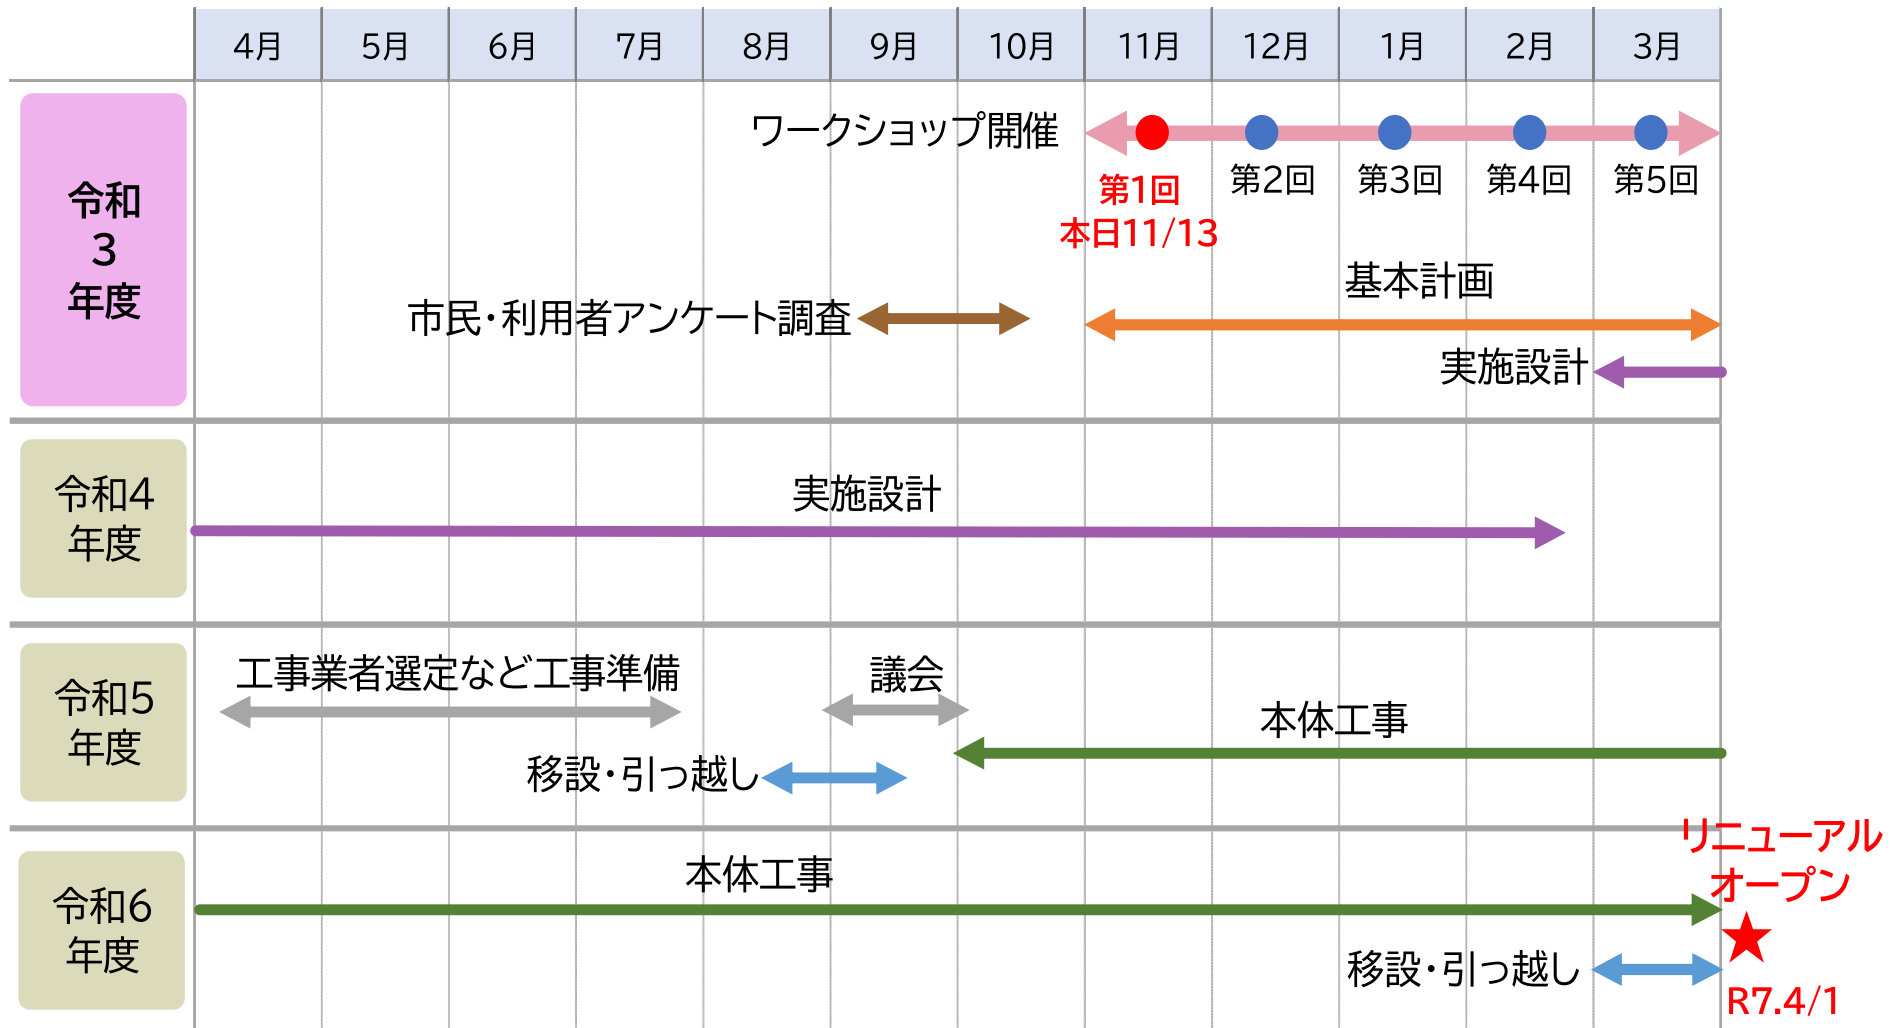 4月 5月 6月 7月 8月 9月 10月 11月 12月 1月 2月 3月
令和
3
年度
ワークショップ開催
第1回 第2回 第3回 第4回 第5回
本日11/13
市民・利用者アンケート調査
基本計画
実施設計
令和4
年度
実施設計
令和5
年度
工事業者選定など工事準備
議会
本体工事
移設・引っ越し
令和6
年度
本体工事
リニューアル
オープン
移設・引っ越し
R7.4/1